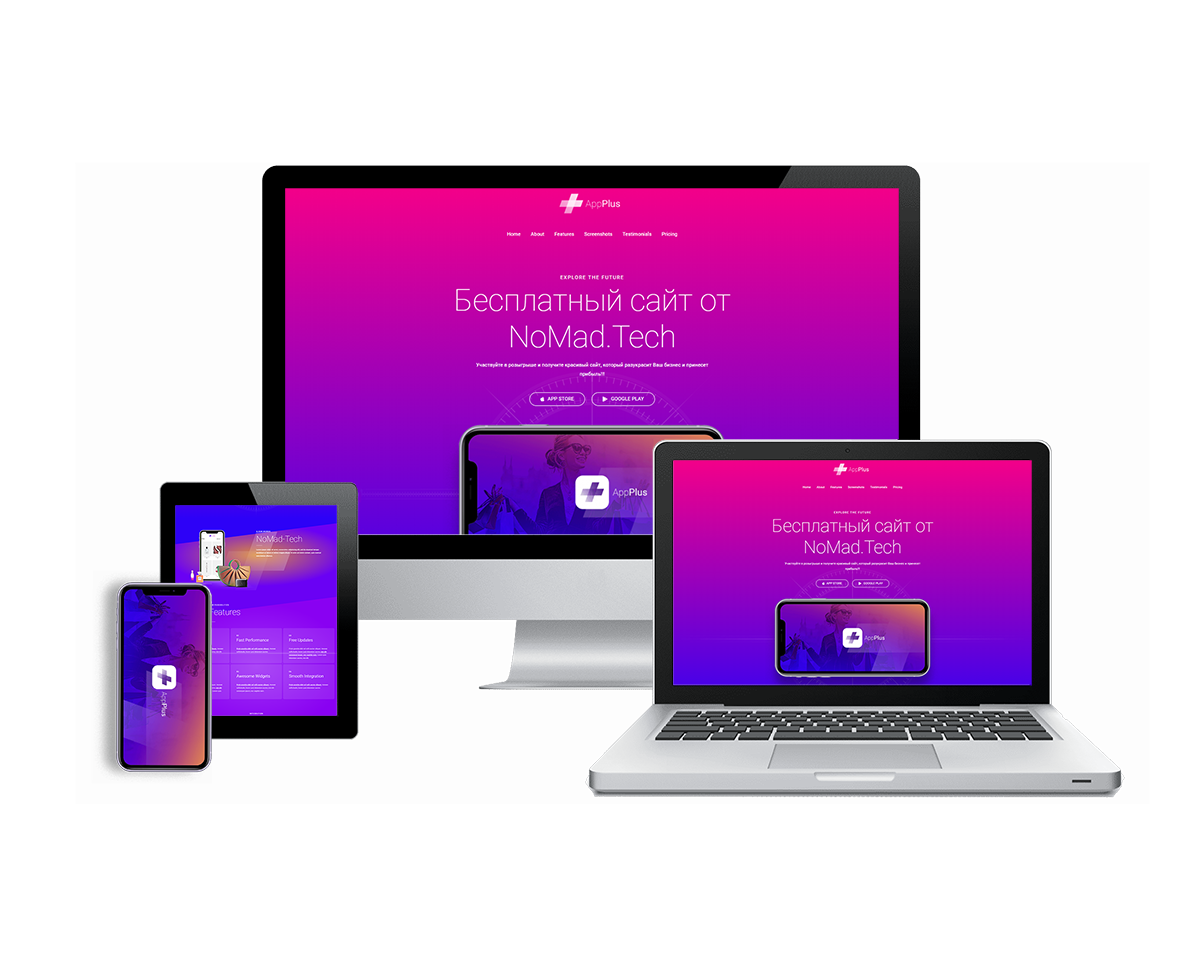 AppPlus
Home About Features Screenshots Testimonials Pricing
EXPLORE THE FUTURE
Бесплатный сайт от
NoMad.Tech
Участвуйте в розыгрыше и получите красивый сайт, который разукрасит Ваш бизнес и принесет
прибыль!!!
APP STORE GOOGLE PLAY
AppPlus
AppPlus
Home About Features Screenshots Testimonials Pricing
EXPLORE THE FUTURE
Бесплатный сайт от
NoMad.Tech
Участвуйте в розыгрыше и получите красивый сайт, который разукрасит Ваш бизнес и принесет
прибыль!!!
APP STORE GOOGLE PLAY
AppPlus
NoMad-Tech
Features
Fast Performance Free Updates
Awesome Widgets Smooth Integration
AppPlus